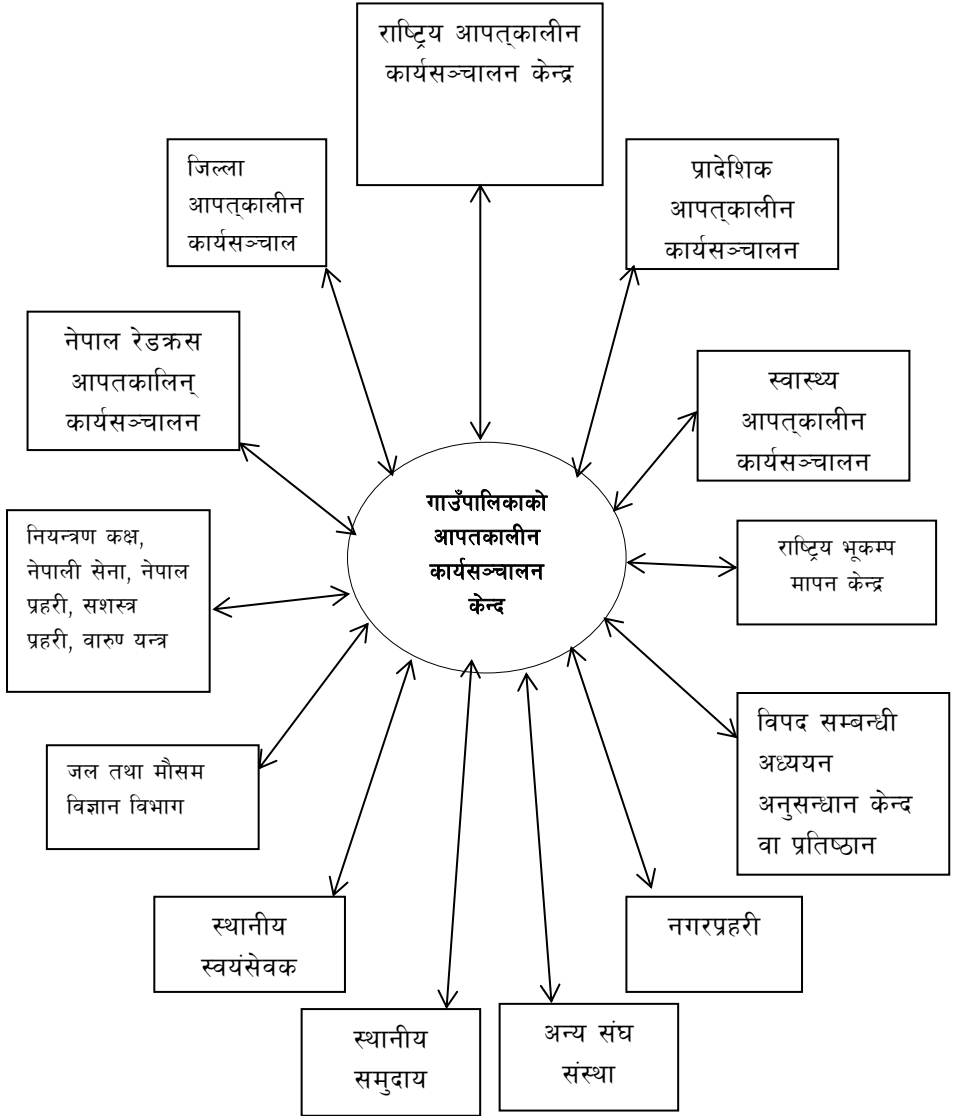 राष्ट्रिय आपत्कालीन
कार्यसञ्चालन केन्द्र
जिल्ला
आपत्कालीन
कार्यसञ्चाल
प्रादेशिक
आपत्कालीन
कार्यसञ्चालन
नेपाल रेडक्रस
आपतकालिन्
कार्यसञ्चालन
स्वास्थ्य
आपत्कालीन
कार्यसञ्चालन
गाउँपालिकाको
आपतकालीन
कार्यसञ्चालन
केन्द
नियन्त्रण कक्ष,
नेपाली सेना, नेपाल
प्रहरी, सशस्त्र
प्रहरी, वारुण यन्त्र
राष्ट्रिय भूकम्प
मापन केन्द्र
विपद सम्बन्धी
अध्ययन
अनुसन्धान केन्द
वा प्रतिष्ठान
जल तथा मौसम
विज्ञान विभाग
स्थानीय
स्वयंसेवक
नगरप्रहरी
स्थानीय
समुदाय
अन्य संघ
संस्था